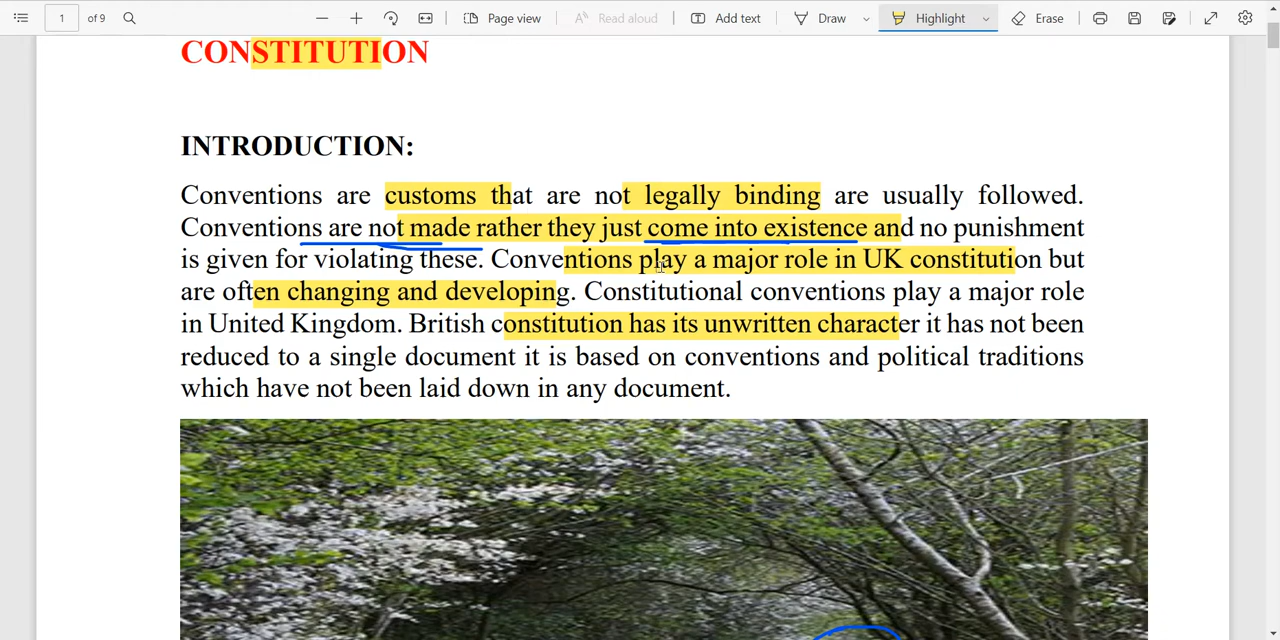 1 of 9 Page view Read aloud Add text Draw Highlight Erase
CONSTITUTION
INTRODUCTION:
Conventions are customs that are not legally binding are usually followed.
Conventions are not made rather they just come into existence and no punishment
is given for violating these. Conventions play a major role in UK constitution but
are often changing and developing. Constitutional conventions play a major role
in United Kingdom. British constitution has its unwritten character it has not been
reduced to a single document it is based on conventions and political traditions
which have not been laid down in any document.